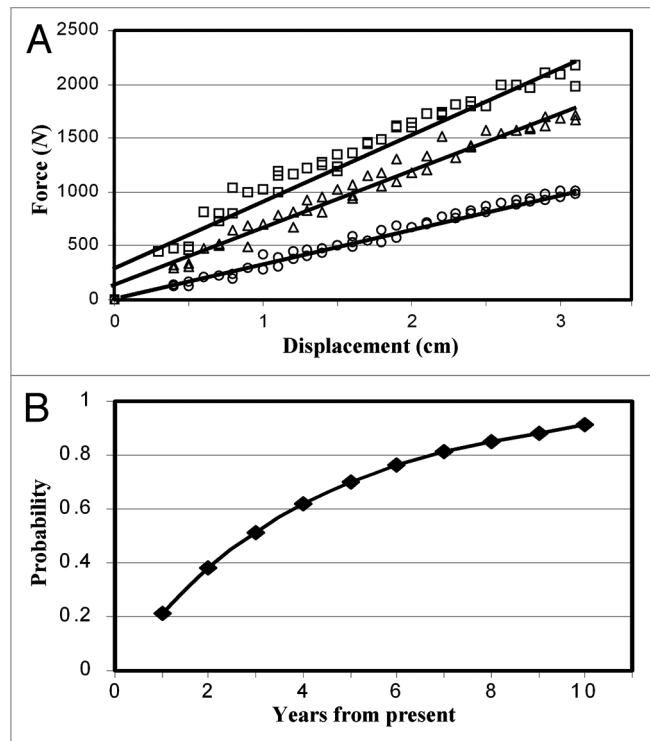 A
2500
2000
1500
1000
500
0
0 1 2 3
Force (N)
Displacement (cm)
B
1
0.8
0.6
0.4
0.2
0
0 2 4 6 8 10
Probability
Years from present